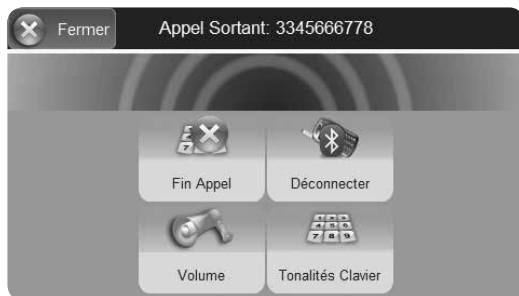 Fermer
Appel Sortant: 3345666778
Fin Appel
Déconnecter
Volume
Tonalités Clavier